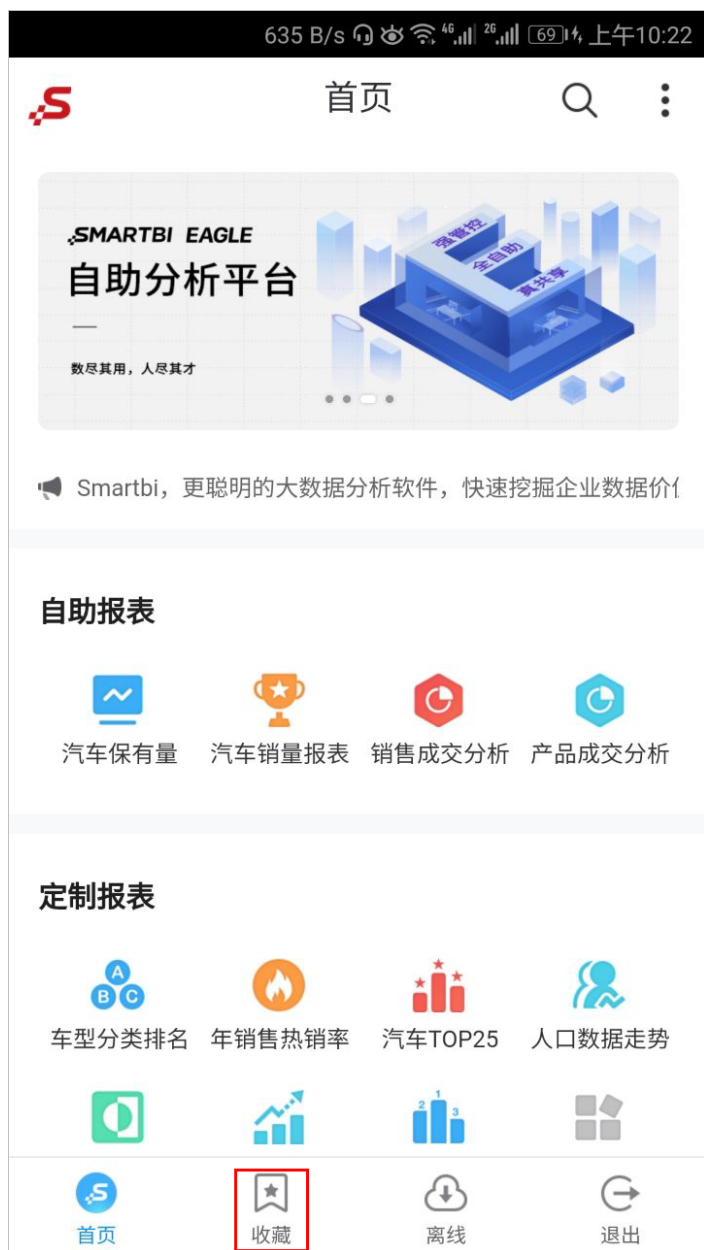 635 B/s 4G 2G 69 上午10:22
首页
SMARTBI EAGLE
自助分析平台
数尽其用，人尽其才
强管控
全自助
真共享
Smartbi，更聪明的大数据分析软件，快速挖掘企业数据价
自助报表
汽车保有量 汽车销量报表 销售成交分析 产品成交分析
定制报表
A
B C
车型分类排名 年销售热销率 汽车TOP25 人口数据走势
2 1 3
首页 收藏 离线 退出